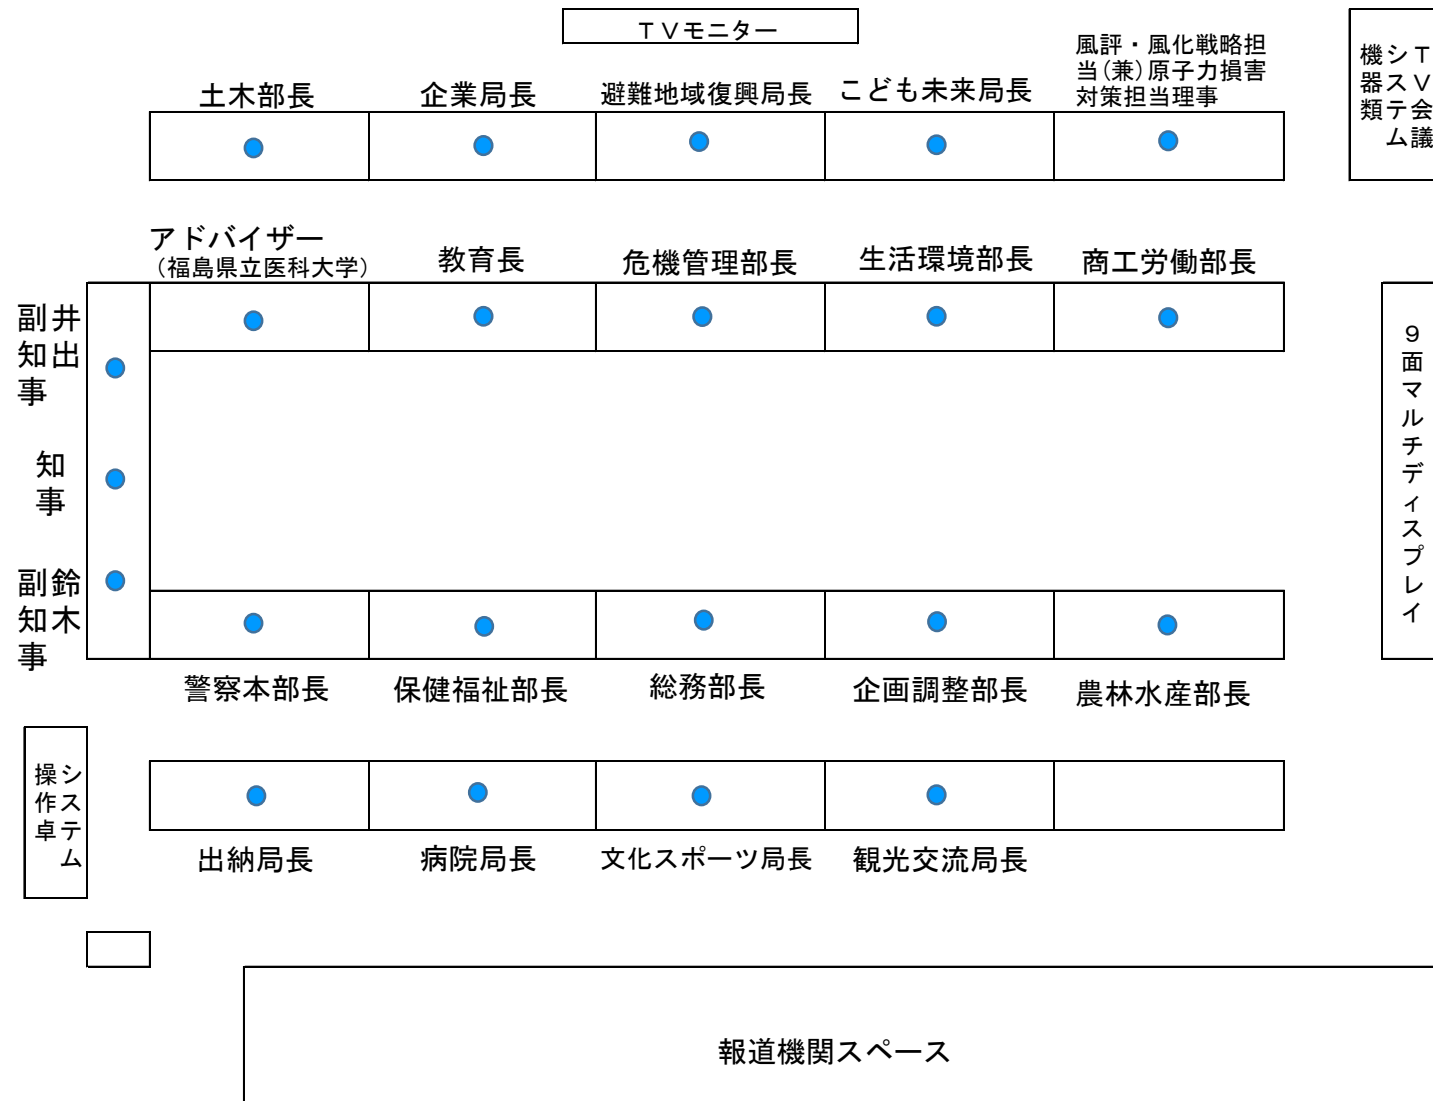 ＴＶモニター
風評・風化戦略担
当(兼)原子力損害
対策担当理事
土木部長
企業局長
避難地域復興局長
こども未来局長
ＴＶ会議
システム
機器類
アドバイザー
（福島県立医科大学）
教育長
危機管理部長
生活環境部長
商工労働部長
井出
副知事
知事
鈴木
副知事
９面マルチディスプレイ
警察本部長
保健福祉部長
総務部長
企画調整部長
農林水産部長
システム
操作卓
出納局長
病院局長
文化スポーツ局長
観光交流局長
報道機関スペース